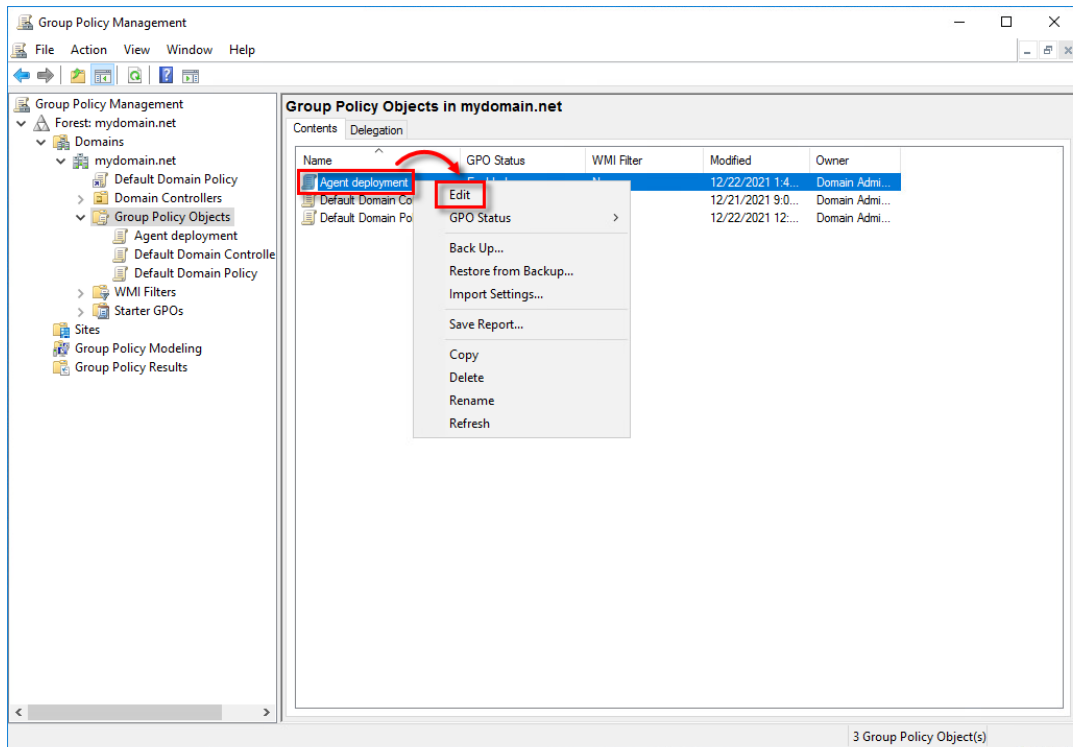 Group Policy Management
File Action View Window Help
Group Policy Management
Forest: mydomain.net
Domains
mydomain.net
Default Domain Policy
Domain Controllers
Group Policy Objects
Agent deployment
Default Domain Controlle
Default Domain Policy
WMI Filters
Starter GPOs
Sites
Group Policy Modeling
Group Policy Results
Group Policy Objects in mydomain.net
Contents Delegation
Name GPO Status WMI Filter Modified Owner
Agent deployment 12/22/2021 1:4... Domain Admi...
Default Domain Co 12/21/2021 9:0... Domain Admi...
Default Domain Po 12/22/2021 12:... Domain Admi...
Edit
GPO Status
Back Up...
Restore from Backup...
Import Settings...
Save Report...
Copy
Delete
Rename
Refresh
3 Group Policy Object(s)